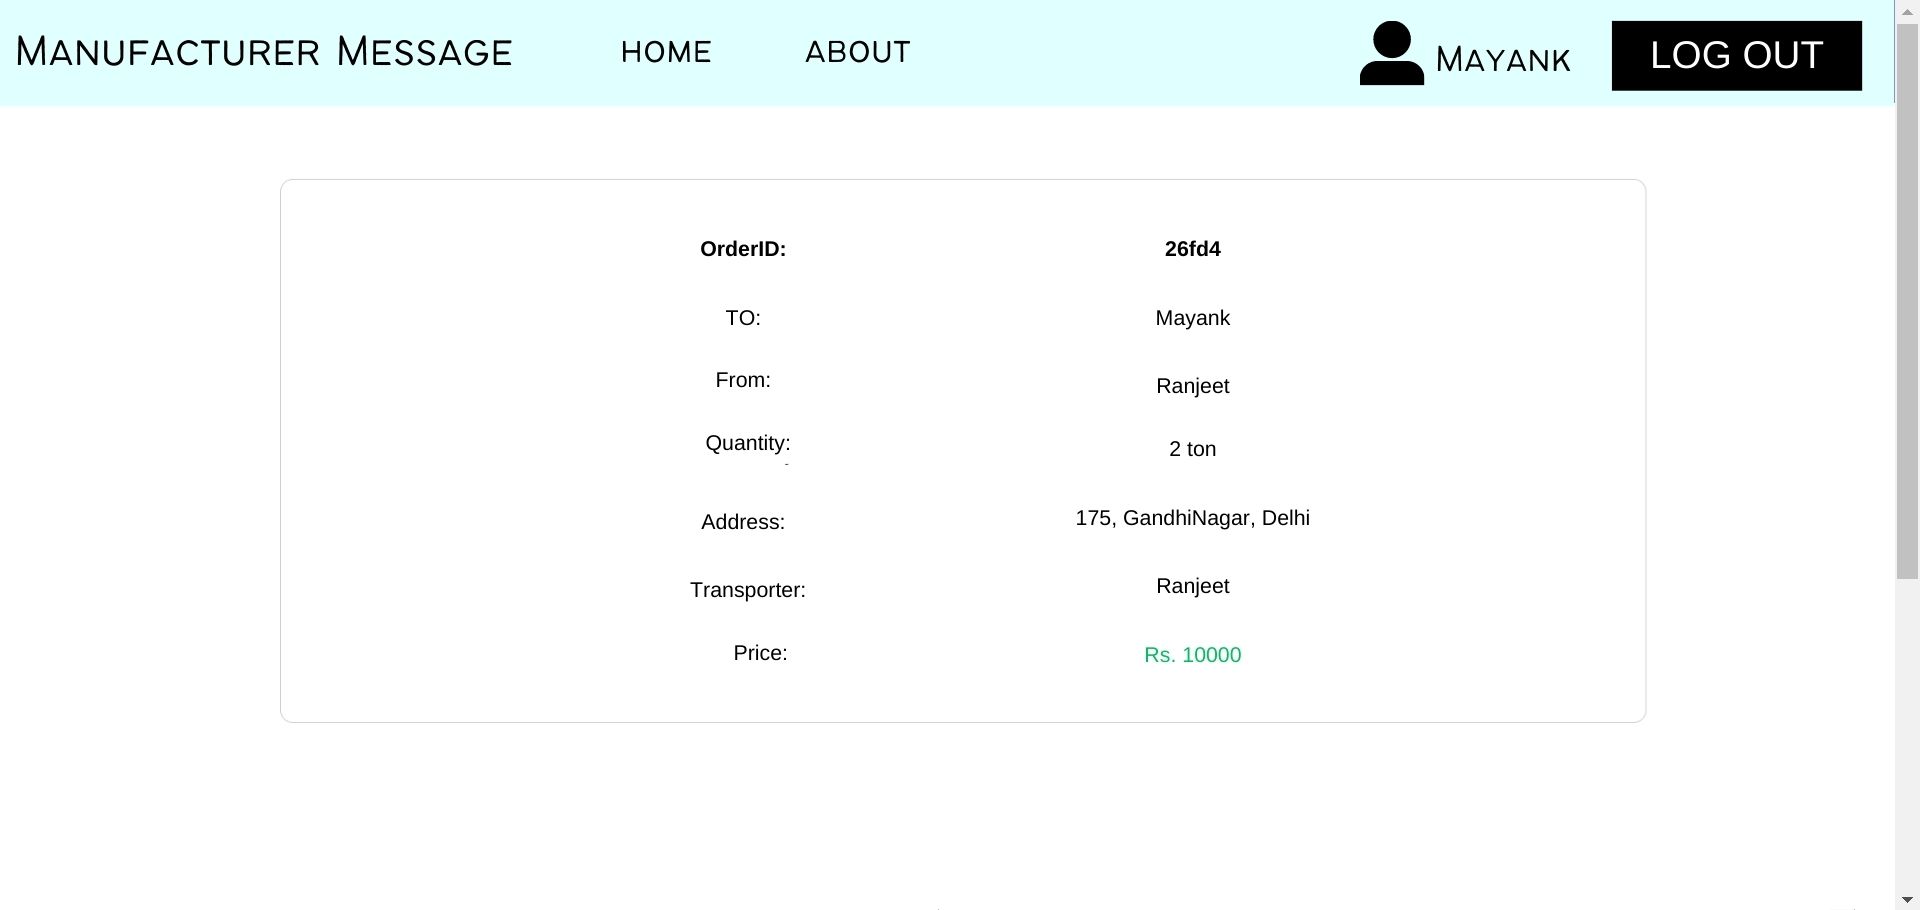 Manufacturer Message HOME ABOUT Mayank LOG OUT
OrderID: 26fd4
TO: Mayank
From: Ranjeet
Quantity: 2 ton
Address: 175, GandhiNagar, Delhi
Transporter: Ranjeet
Price: Rs. 10000